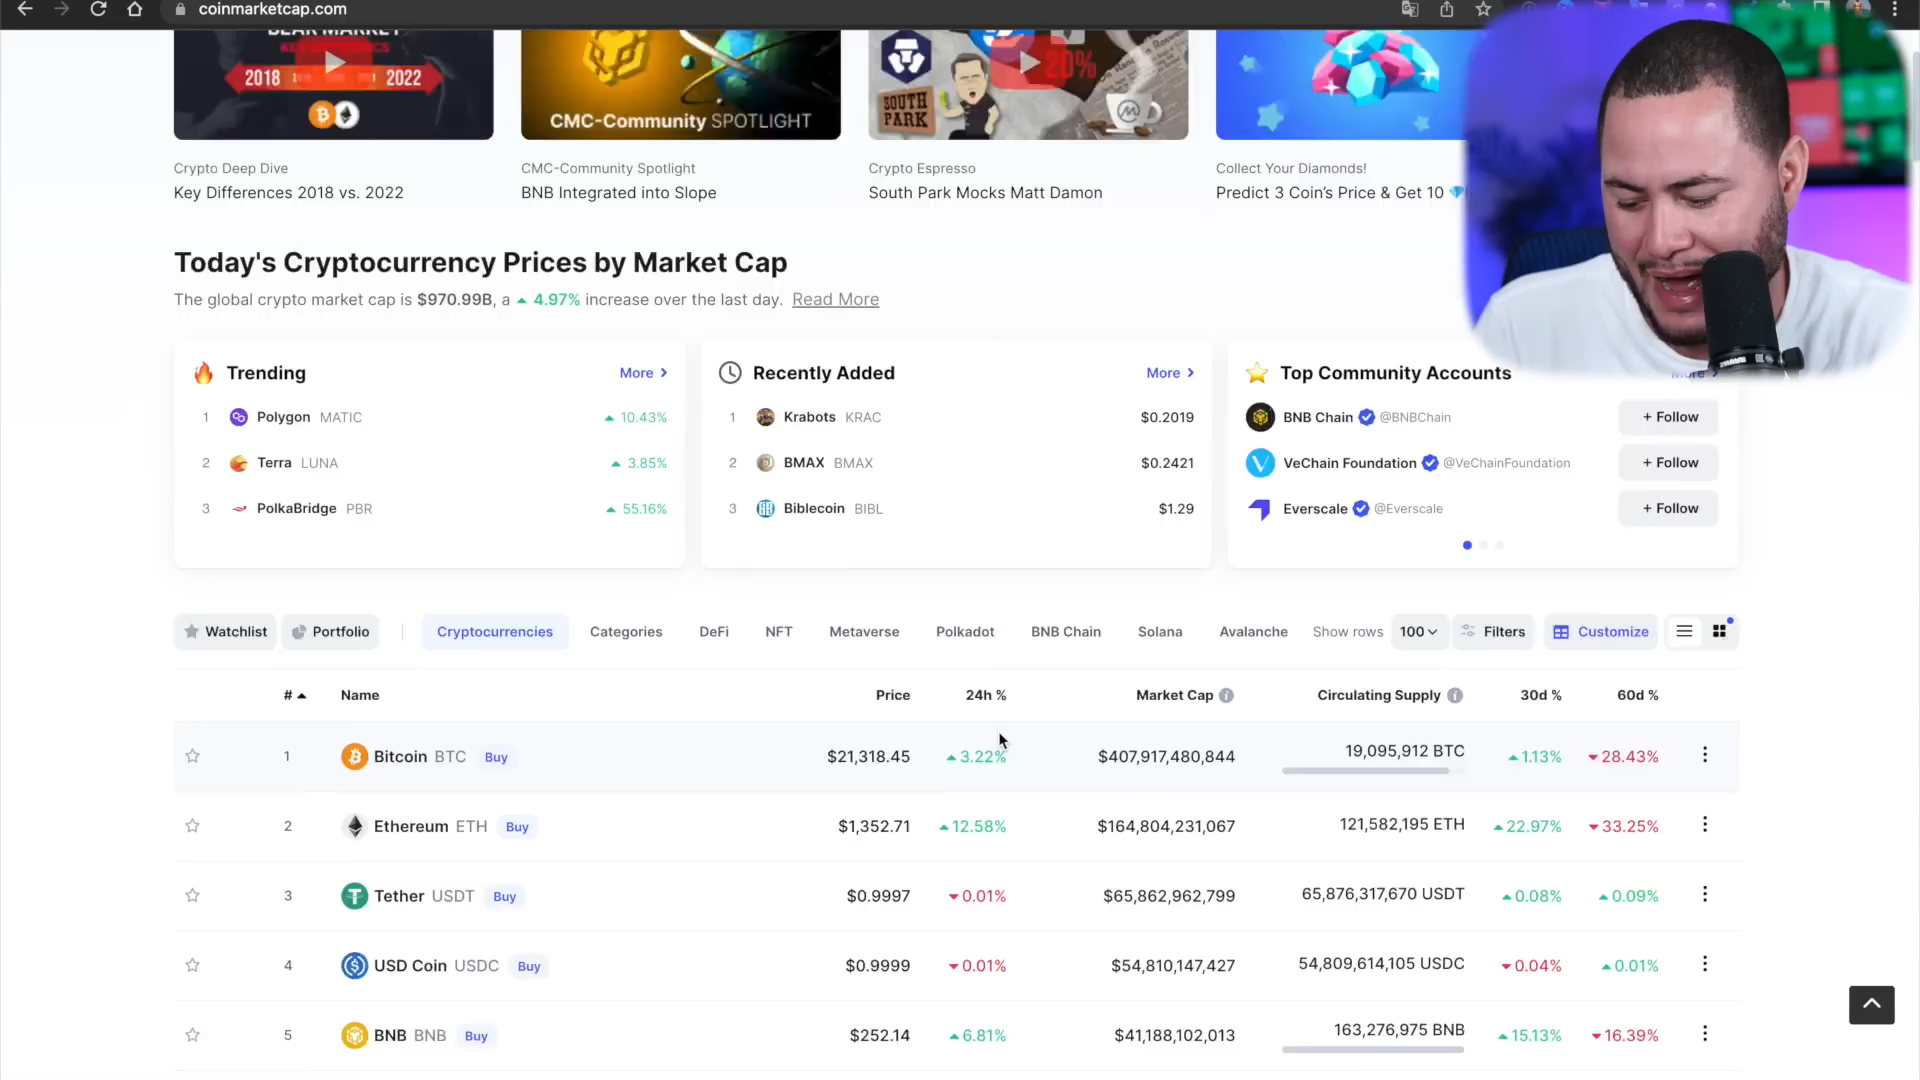 coinmarketcap.com
BEAR MARKET
KEY DIFFERENCES
2018 2022
CMC-Community SPOTLIGHT
SOUTH PARK
20%
Crypto Deep Dive
Key Differences 2018 vs. 2022
CMC-Community Spotlight
BNB Integrated into Slope
Crypto Espresso
South Park Mocks Matt Damon
Collect Your Diamonds!
Predict 3 Coin's Price & Get 10
Today's Cryptocurrency Prices by Market Cap
The global crypto market cap is $970.99B, a 4.97% increase over the last day. Read More
Trending More
1 Polygon MATIC 10.43%
2 Terra LUNA 3.85%
3 PolkaBridge PBR 55.16%
Recently Added More
1 Krabots KRAC $0.2019
2 BMAX BMAX $0.2421
3 Biblecoin BIBL $1.29
Top Community Accounts More
BNB Chain @BNBChain + Follow
VeChain Foundation @VeChainFoundation + Follow
Everscale @Everscale + Follow
Watchlist Portfolio Cryptocurrencies Categories DeFi NFT Metaverse Polkadot BNB Chain Solana Avalanche Show rows 100 Filters Customize
# Name Price 24h % Market Cap Circulating Supply 30d % 60d %
1 Bitcoin BTC Buy $21,318.45 3.22% $407,917,480,844 19,095,912 BTC 1.13% 28.43%
2 Ethereum ETH Buy $1,352.71 12.58% $164,804,231,067 121,582,195 ETH 22.97% 33.25%
3 Tether USDT Buy $0.9997 0.01% $65,862,962,799 65,876,317,670 USDT 0.08% 0.09%
4 USD Coin USDC Buy $0.9999 0.01% $54,810,147,427 54,809,614,105 USDC 0.04% 0.01%
5 BNB BNB Buy $252.14 6.81% $41,188,102,013 163,276,975 BNB 15.13% 16.39%